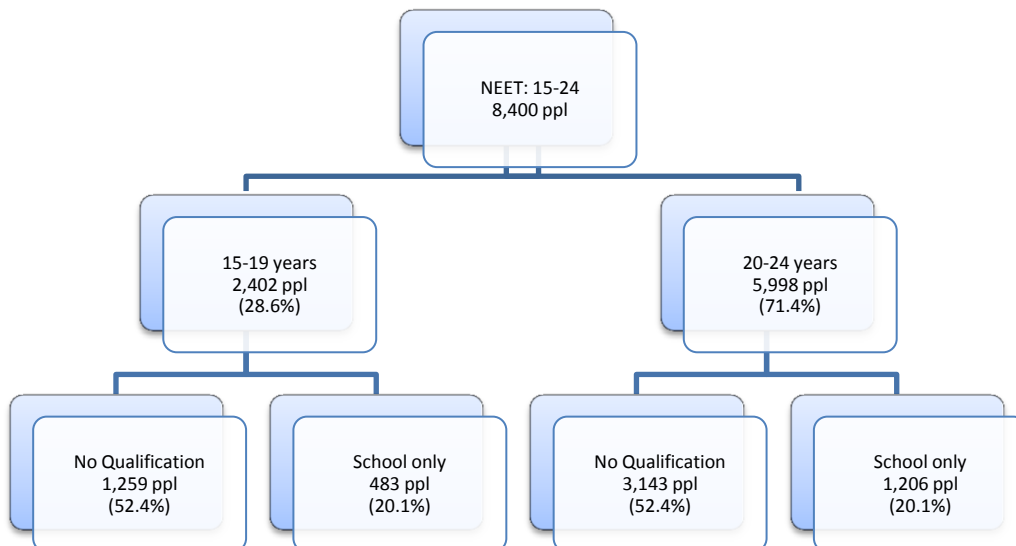 NEET: 15-24
8,400 ppl
15-19 years
2,402 ppl
(28.6%)
20-24 years
5,998 ppl
(71.4%)
No Qualification
1,259 ppl
(52.4%)
School only
483 ppl
(20.1%)
No Qualification
3,143 ppl
(52.4%)
School only
1,206 ppl
(20.1%)